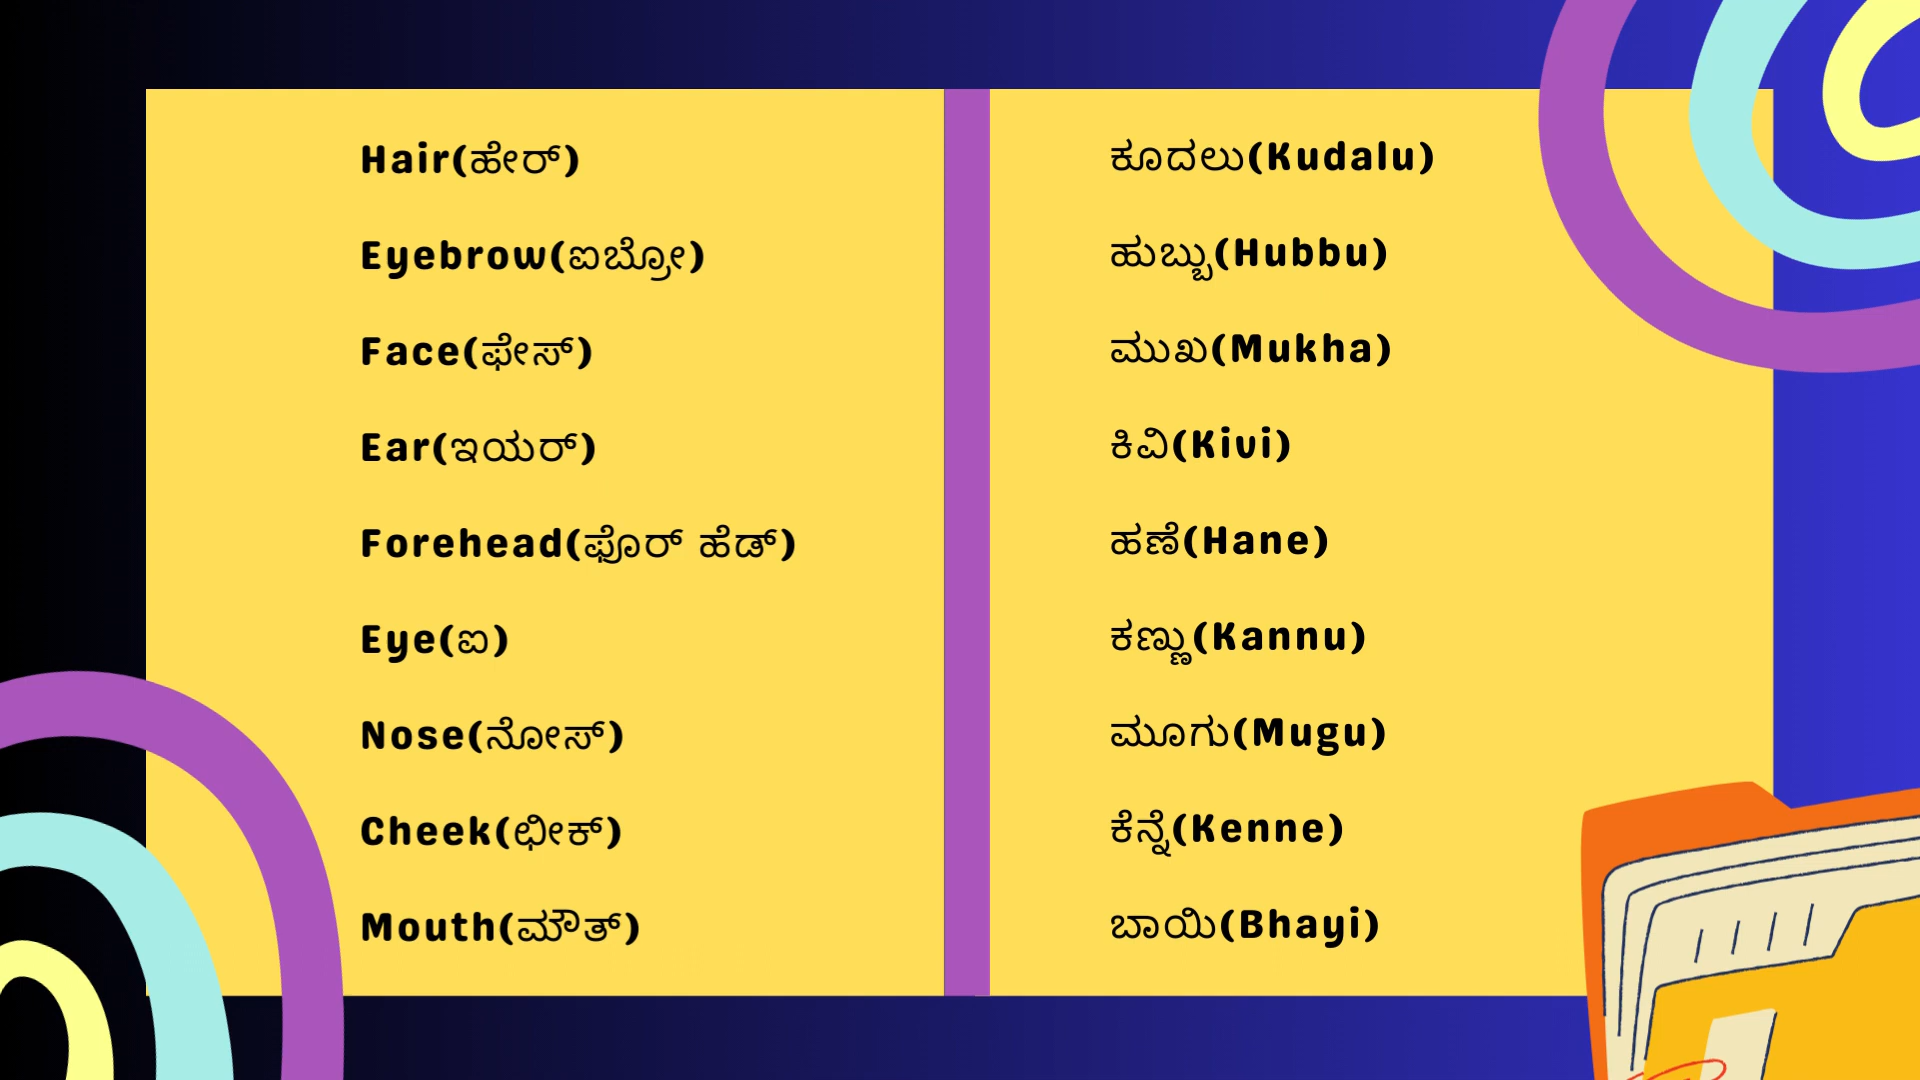 Hair(ಹೇರ್)
ಕೂದಲು(Kudalu)
Eyebrow(ಐಬ್ರೋ)
ಹುಬ್ಬು(Hubbu)
Face(ಫೇಸ್)
ಮುಖ(Mukha)
Ear(ಇಯರ್)
ಕಿವಿ(Kivi)
Forehead(ಫೊರ್ ಹೆಡ್)
ಹಣೆ(Hane)
Eye(ಐ)
ಕಣ್ಣು(Kannu)
Nose(ನೋಸ್)
ಮೂಗು(Mugu)
Cheek(ಛೀಕ್)
ಕೆನ್ನೆ(Kenne)
Mouth(ಮೌತ್)
ಬಾಯಿ(Bhayi)